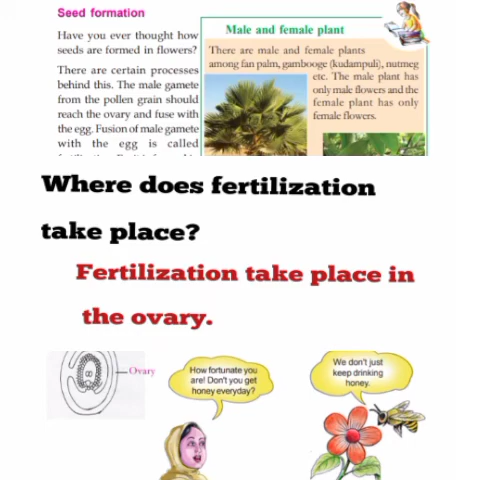 Seed formation
Have you ever thought how
seeds are formed in flowers?
There are certain processes
behind this. The male gamete
from the pollen grain should
reach the ovary and fuse with
the egg. Fusion of male gamete
with the egg is called
Male and female plant
There are male and female plants
among fan palm, gambooge (kudampuli), nutmeg
etc. The male plant has
only male flowers and the
female plant has only
female flowers.
Where does fertilization
take place?
Fertilization take place in
the ovary.
Ovary
How fortunate you
are! Don't you get
honey everyday?
We don't just
keep drinking
honey.